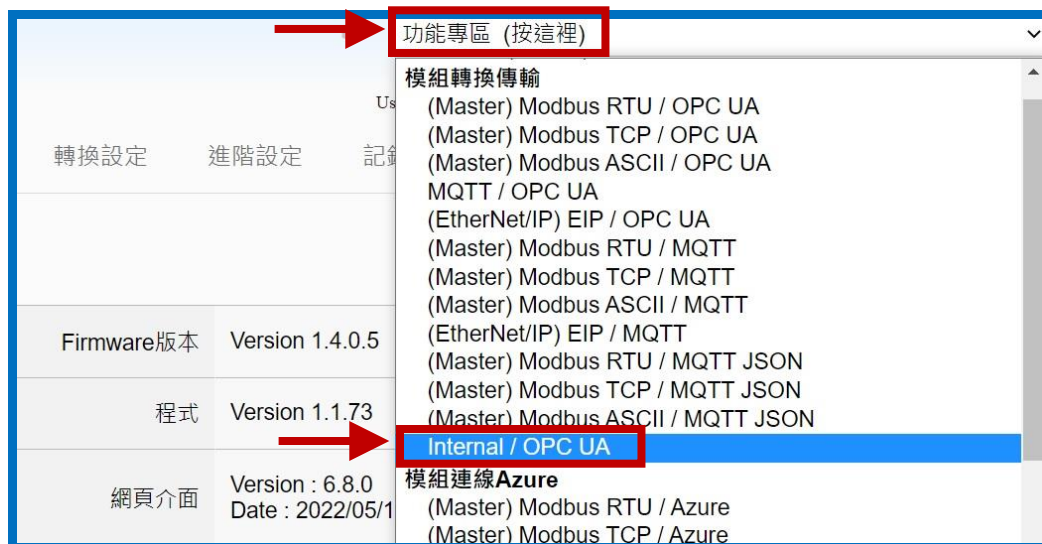 功能專區 (按這裡)
模組轉換傳輸
(Master) Modbus RTU / OPC UA
(Master) Modbus TCP / OPC UA
(Master) Modbus ASCII / OPC UA
MQTT / OPC UA
(EtherNet/IP) EIP / OPC UA
(Master) Modbus RTU / MQTT
(Master) Modbus TCP / MQTT
(Master) Modbus ASCII / MQTT
(EtherNet/IP) EIP / MQTT
(Master) Modbus RTU / MQTT JSON
(Master) Modbus TCP / MQTT JSON
(Master) Modbus ASCII / MQTT JSON
Internal / OPC UA
模組連線Azure
(Master) Modbus RTU / Azure
(Master) Modbus TCP / Azure
Us
轉換設定 進階設定 記錄
Firmware版本 Version 1.4.0.5
程式 Version 1.1.73
網頁介面 Version : 6.8.0
Date : 2022/05/1